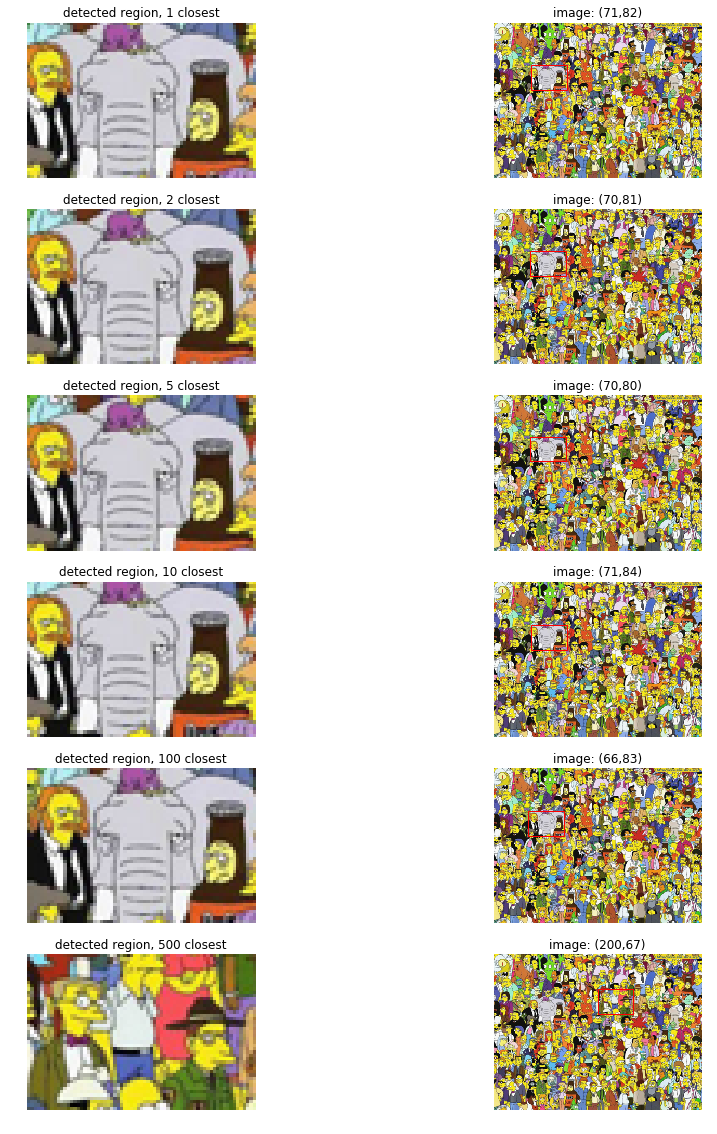 detected region, 1 closest
image: (71,82)
detected region, 2 closest
image: (70,81)
detected region, 5 closest
image: (70,80)
detected region, 10 closest
image: (71,84)
detected region, 100 closest
image: (66,83)
detected region, 500 closest
image: (200,67)